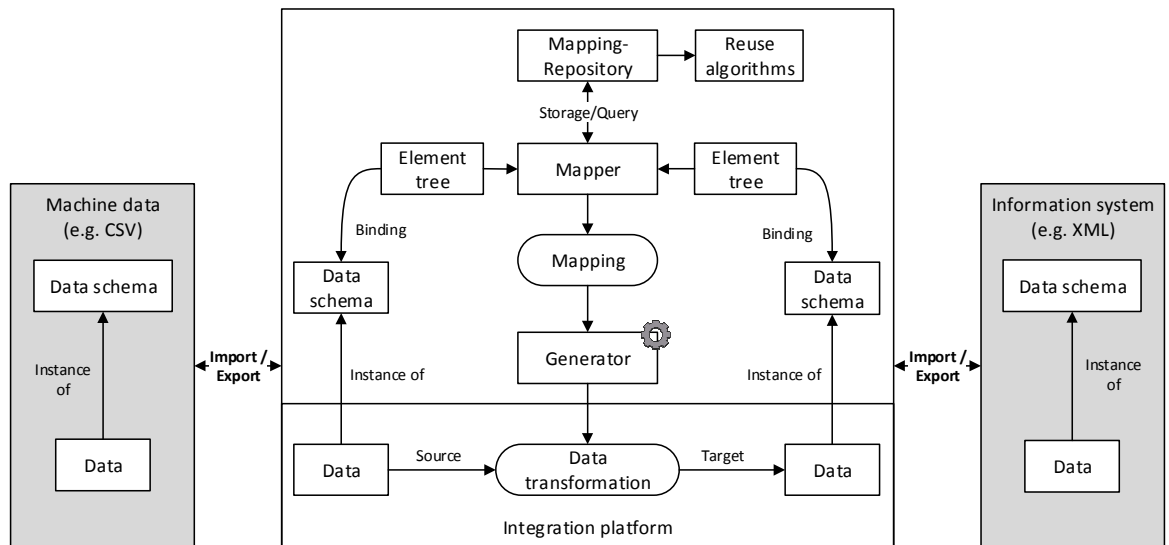 Mapping-
Repository
Reuse
algorithms
Storage/Query
Element
tree
Mapper
Element
tree
Machine data
(e.g. CSV)
Information system
(e.g. XML)
Binding
Binding
Mapping
Data schema
Data
schema
Data
schema
Data schema
Generator
Import /
Export
Import /
Export
Instance
of
Instance of
Instance of
Instance
of
Data
Data
Source
Data
transformation
Target
Data
Data
Integration platform